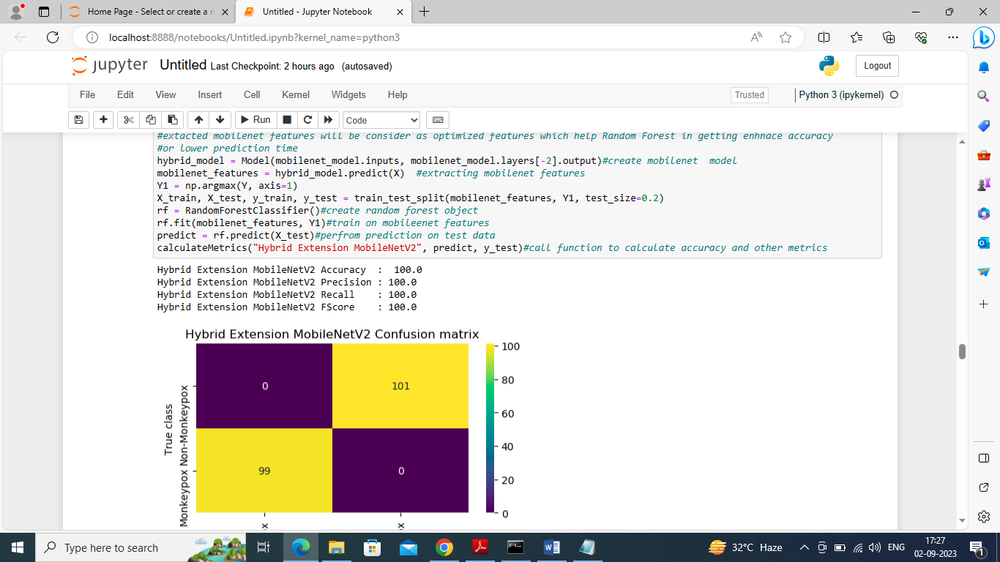 Home Page - Select or create a n
Untitled - Jupyter Notebook
localhost:8888/notebooks/Untitled.ipynb?kernel_name=python3
jupyter Untitled Last Checkpoint: 2 hours ago (autosaved)
Logout
File Edit View Insert Cell Kernel Widgets Help
Trusted
Python 3 (ipykernel)
Run
Code
#extacted mobilenet features will be consider as optimized features which help Random Forest in getting enhnace accuracy
#or lower prediction time
hybrid_model = Model(mobilenet_model.inputs, mobilenet_model.layers[-2].output)#create mobilenet  model
mobilenet_features = hybrid_model.predict(X)  #extracting mobilenet features
Y1 = np.argmax(Y, axis=1)
X_train, X_test, y_train, y_test = train_test_split(mobilenet_features, Y1, test_size=0.2)
rf = RandomForestClassifier()#create random forest object
rf.fit(mobilenet_features, Y1)#train on mobileenet features
predict = rf.predict(X_test)#perfrom prediction on test data
calculateMetrics("Hybrid Extension MobileNetV2", predict, y_test)#call function to calculate accuracy and other metrics
Hybrid Extension MobileNetV2 Accuracy  :  100.0
Hybrid Extension MobileNetV2 Precision : 100.0
Hybrid Extension MobileNetV2 Recall    : 100.0
Hybrid Extension MobileNetV2 FScore    : 100.0
Hybrid Extension MobileNetV2 Confusion matrix
True class
Non-Monkeypox
Monkeypox
0
101
99
0
100
80
60
40
20
0
Type here to search
32°C Haze
ENG
17:27
02-09-2023
1